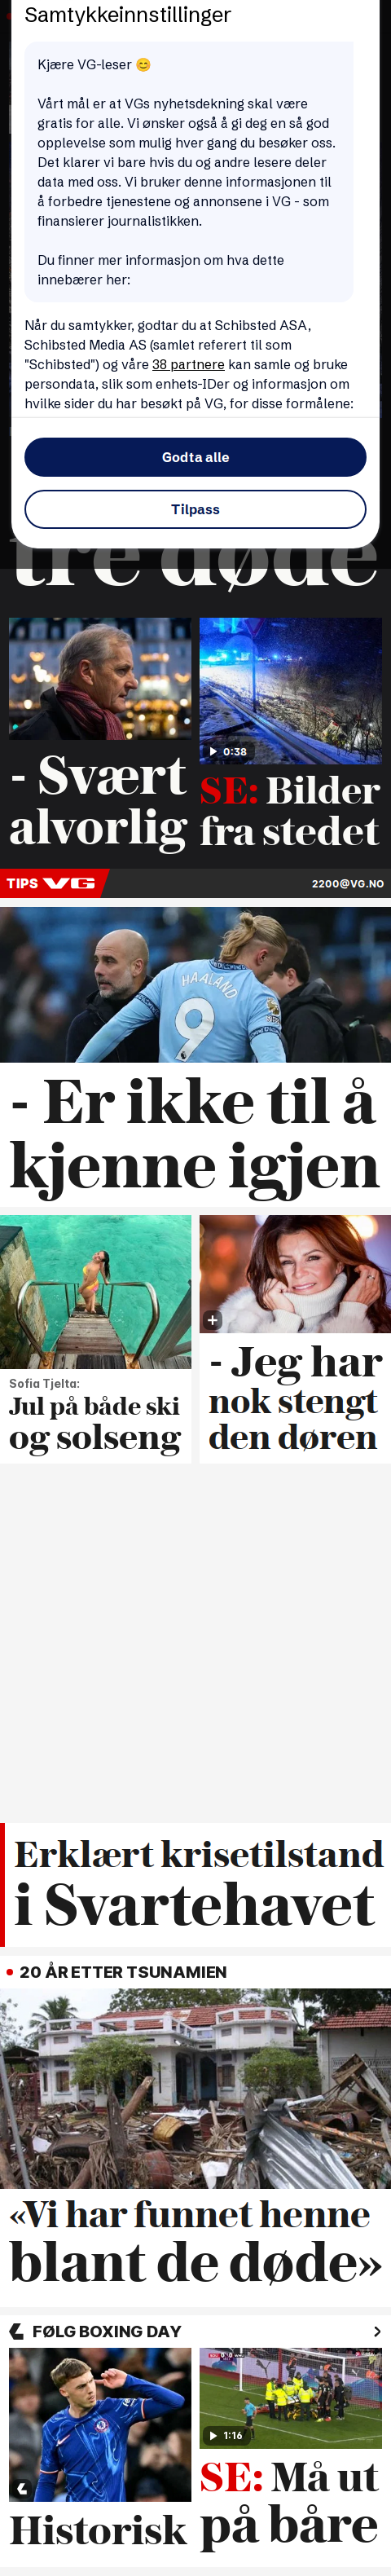 Samtykkeinnstillinger
Kjære VG-leser 😊
Vårt mål er at VGs nyhetsdekning skal være
gratis for alle. Vi ønsker også å gi deg en så god
opplevelse som mulig hver gang du besøker oss.
Det klarer vi bare hvis du og andre lesere deler
data med oss. Vi bruker denne informasjonen til
å forbedre tjenestene og annonsene i VG - som
finansierer journalistikken.
Du finner mer informasjon om hva dette
innebærer her:
Når du samtykker, godtar du at Schibsted ASA,
Schibsted Media AS (samlet referert til som
"Schibsted") og våre 38 partnere kan samle og bruke
persondata, slik som enhets-IDer og informasjon om
hvilke sider du har besøkt på VG, for disse formålene:
Godta alle
Tilpass
tre døde
0:38
- Svært
alvorlig
SE: Bilder
fra stedet
TIPS VG
2200@VG.NO
HAALAND
9
- Er ikke til å
kjenne igjen
Sofia Tjelta:
Jul på både ski
og solseng
- Jeg har
nok stengt
den døren
Erklært krisetilstand
i Svartehavet
20 ÅR ETTER TSUNAMIEN
«Vi har funnet henne
blant de døde»
FØLG BOXING DAY
1:16
Historisk
SE: Må ut
på båre